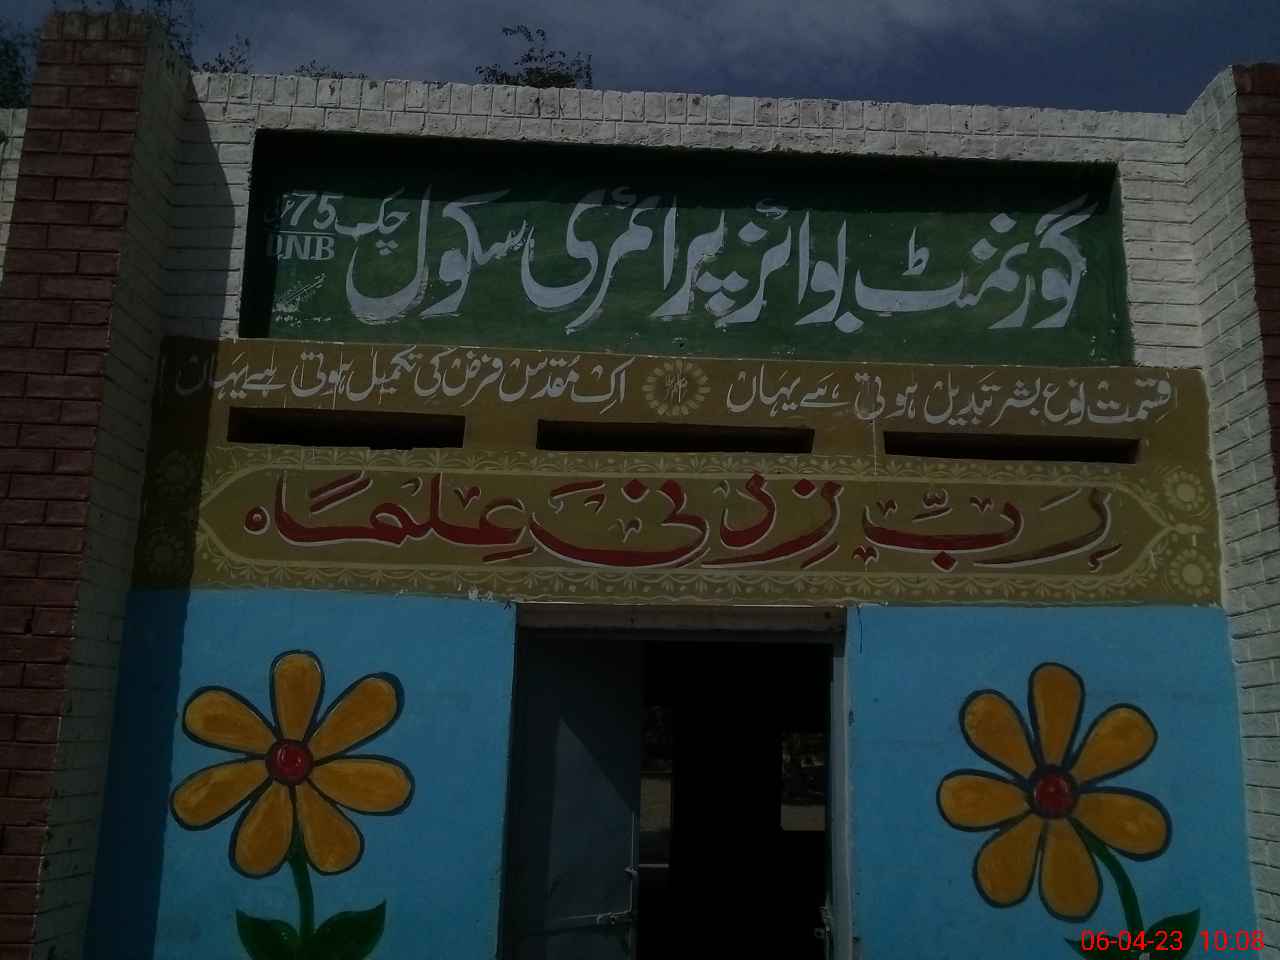 گورنمنٹ بوائز پرائمری سکول چک 75
DNB
قسمت نوع بشر تبدیل ہوتی ہے یہاں اک مُقدس فرض کی تکمیل ہوتی ہے یہاں
رَبِّ زِدْنِی عِلْمًا
06-04-23 10:08